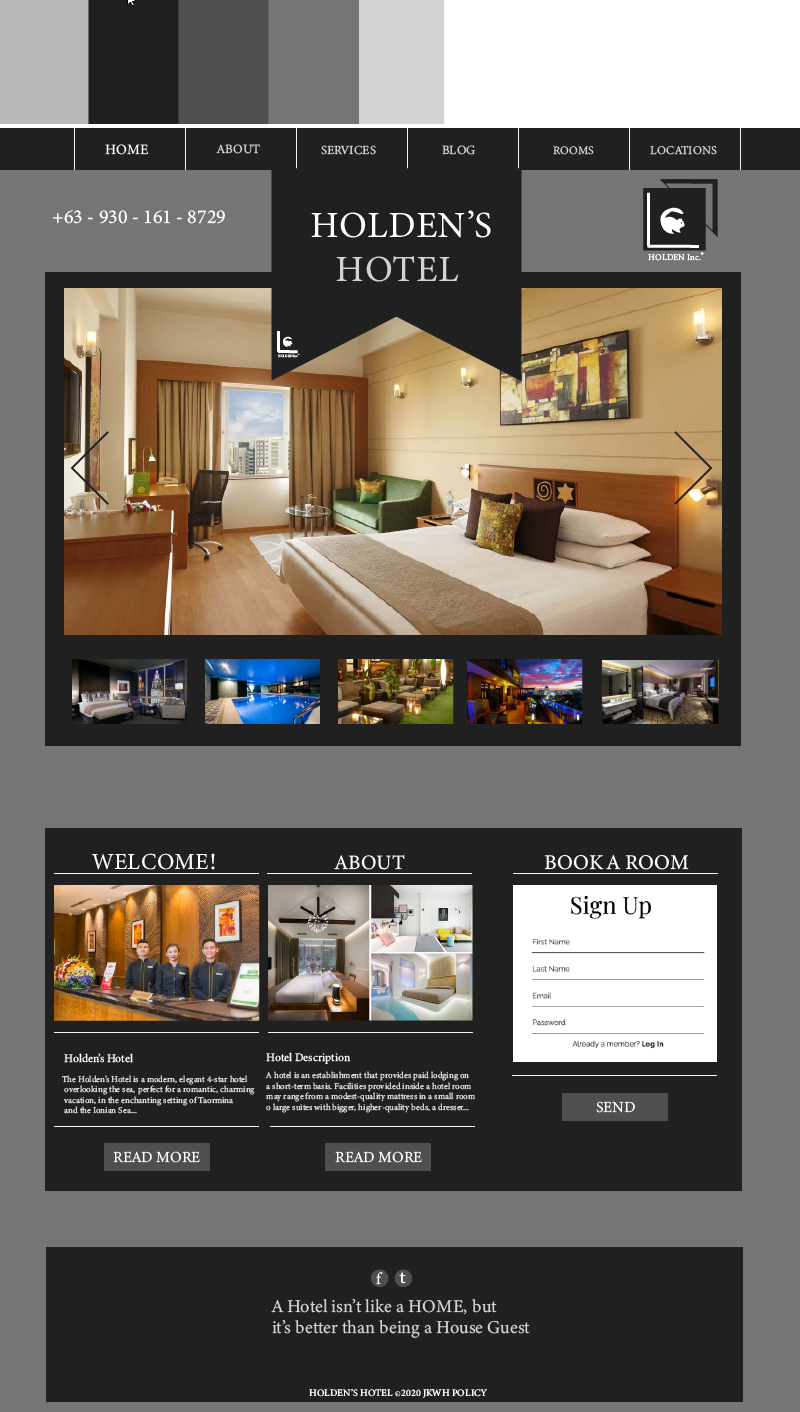 HOME
ABOUT
SERVICES
BLOG
ROOMS
LOCATIONS
+63 - 930 - 161 - 8729
HOLDEN'S
HOTEL
HOLDEN Inc.
WELCOME!
ABOUT
BOOK A ROOM
Sign Up
First Name
Last Name
Email
Password
Already a member? Log In
SEND
Holden's Hotel
The Holden's Hotel is a modern, elegant 4-star hotel
overlooking the sea, perfect for a romantic, charming
vacation, in the enchanting setting of Taormina
and the Ionian Sea...
READ MORE
Hotel Description
A hotel is an establishment that provides paid lodging on
a short-term basis. Facilities provided inside a hotel room
may range from a modest-quality mattress in a small room
o large suites with bigger, higher-quality beds, a dresser...
READ MORE
f t
A Hotel isn't like a HOME, but
it's better than being a House Guest
HOLDEN'S HOTEL ©2020 JKWH POLICY